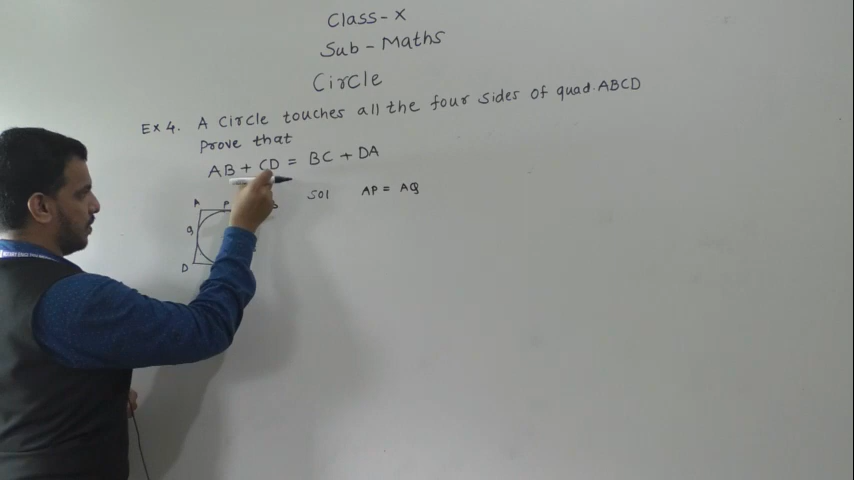 Class - X
Sub - Maths
Circle
Ex 4. A circle touches all the four sides of quad. ABCD
prove that
AB + CD = BC + DA
Sol AP = AQ
A P
Q
D